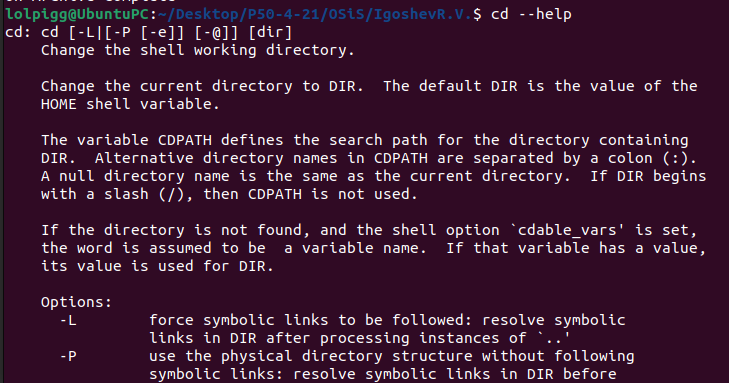 lolpigg@UbuntuPC:~/Desktop/P50-4-21/OSiS/IgoshevR.V.$ cd --help
cd: cd [-L|[-P [-e]] [-@]] [dir]
    Change the shell working directory.

    Change the current directory to DIR.  The default DIR is the value of the
    HOME shell variable.

    The variable CDPATH defines the search path for the directory containing
    DIR.  Alternative directory names in CDPATH are separated by a colon (:).
    A null directory name is the same as the current directory.  If DIR begins
    with a slash (/), then CDPATH is not used.

    If the directory is not found, and the shell option `cdable_vars' is set,
    the word is assumed to be  a variable name.  If that variable has a value,
    its value is used for DIR.

    Options:
      -L        force symbolic links to be followed: resolve symbolic
                links in DIR after processing instances of `..'
      -P        use the physical directory structure without following
                symbolic links: resolve symbolic links in DIR before